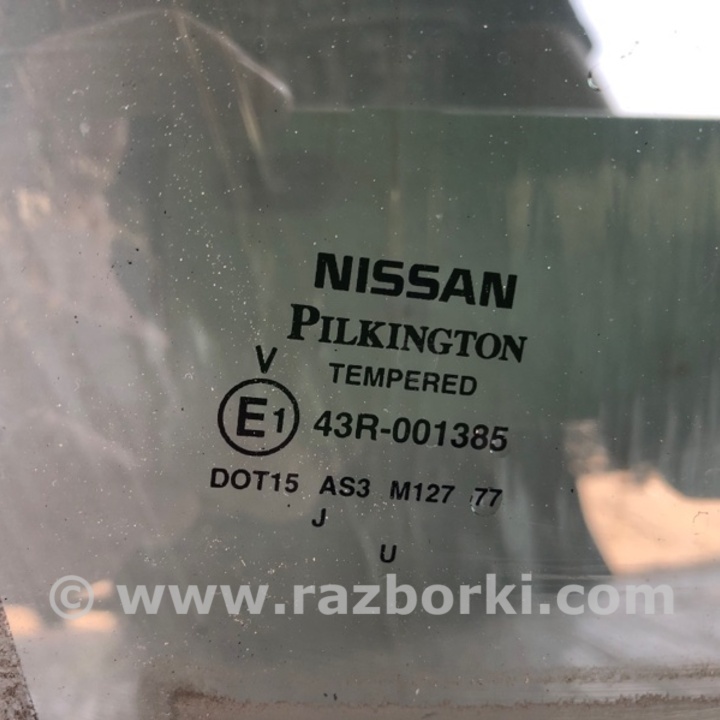 NISSAN
PILKINGTON
V
TEMPERED
E1 43R-001385
DOT15 AS3 M127 77
J
U
© www.razborki.com